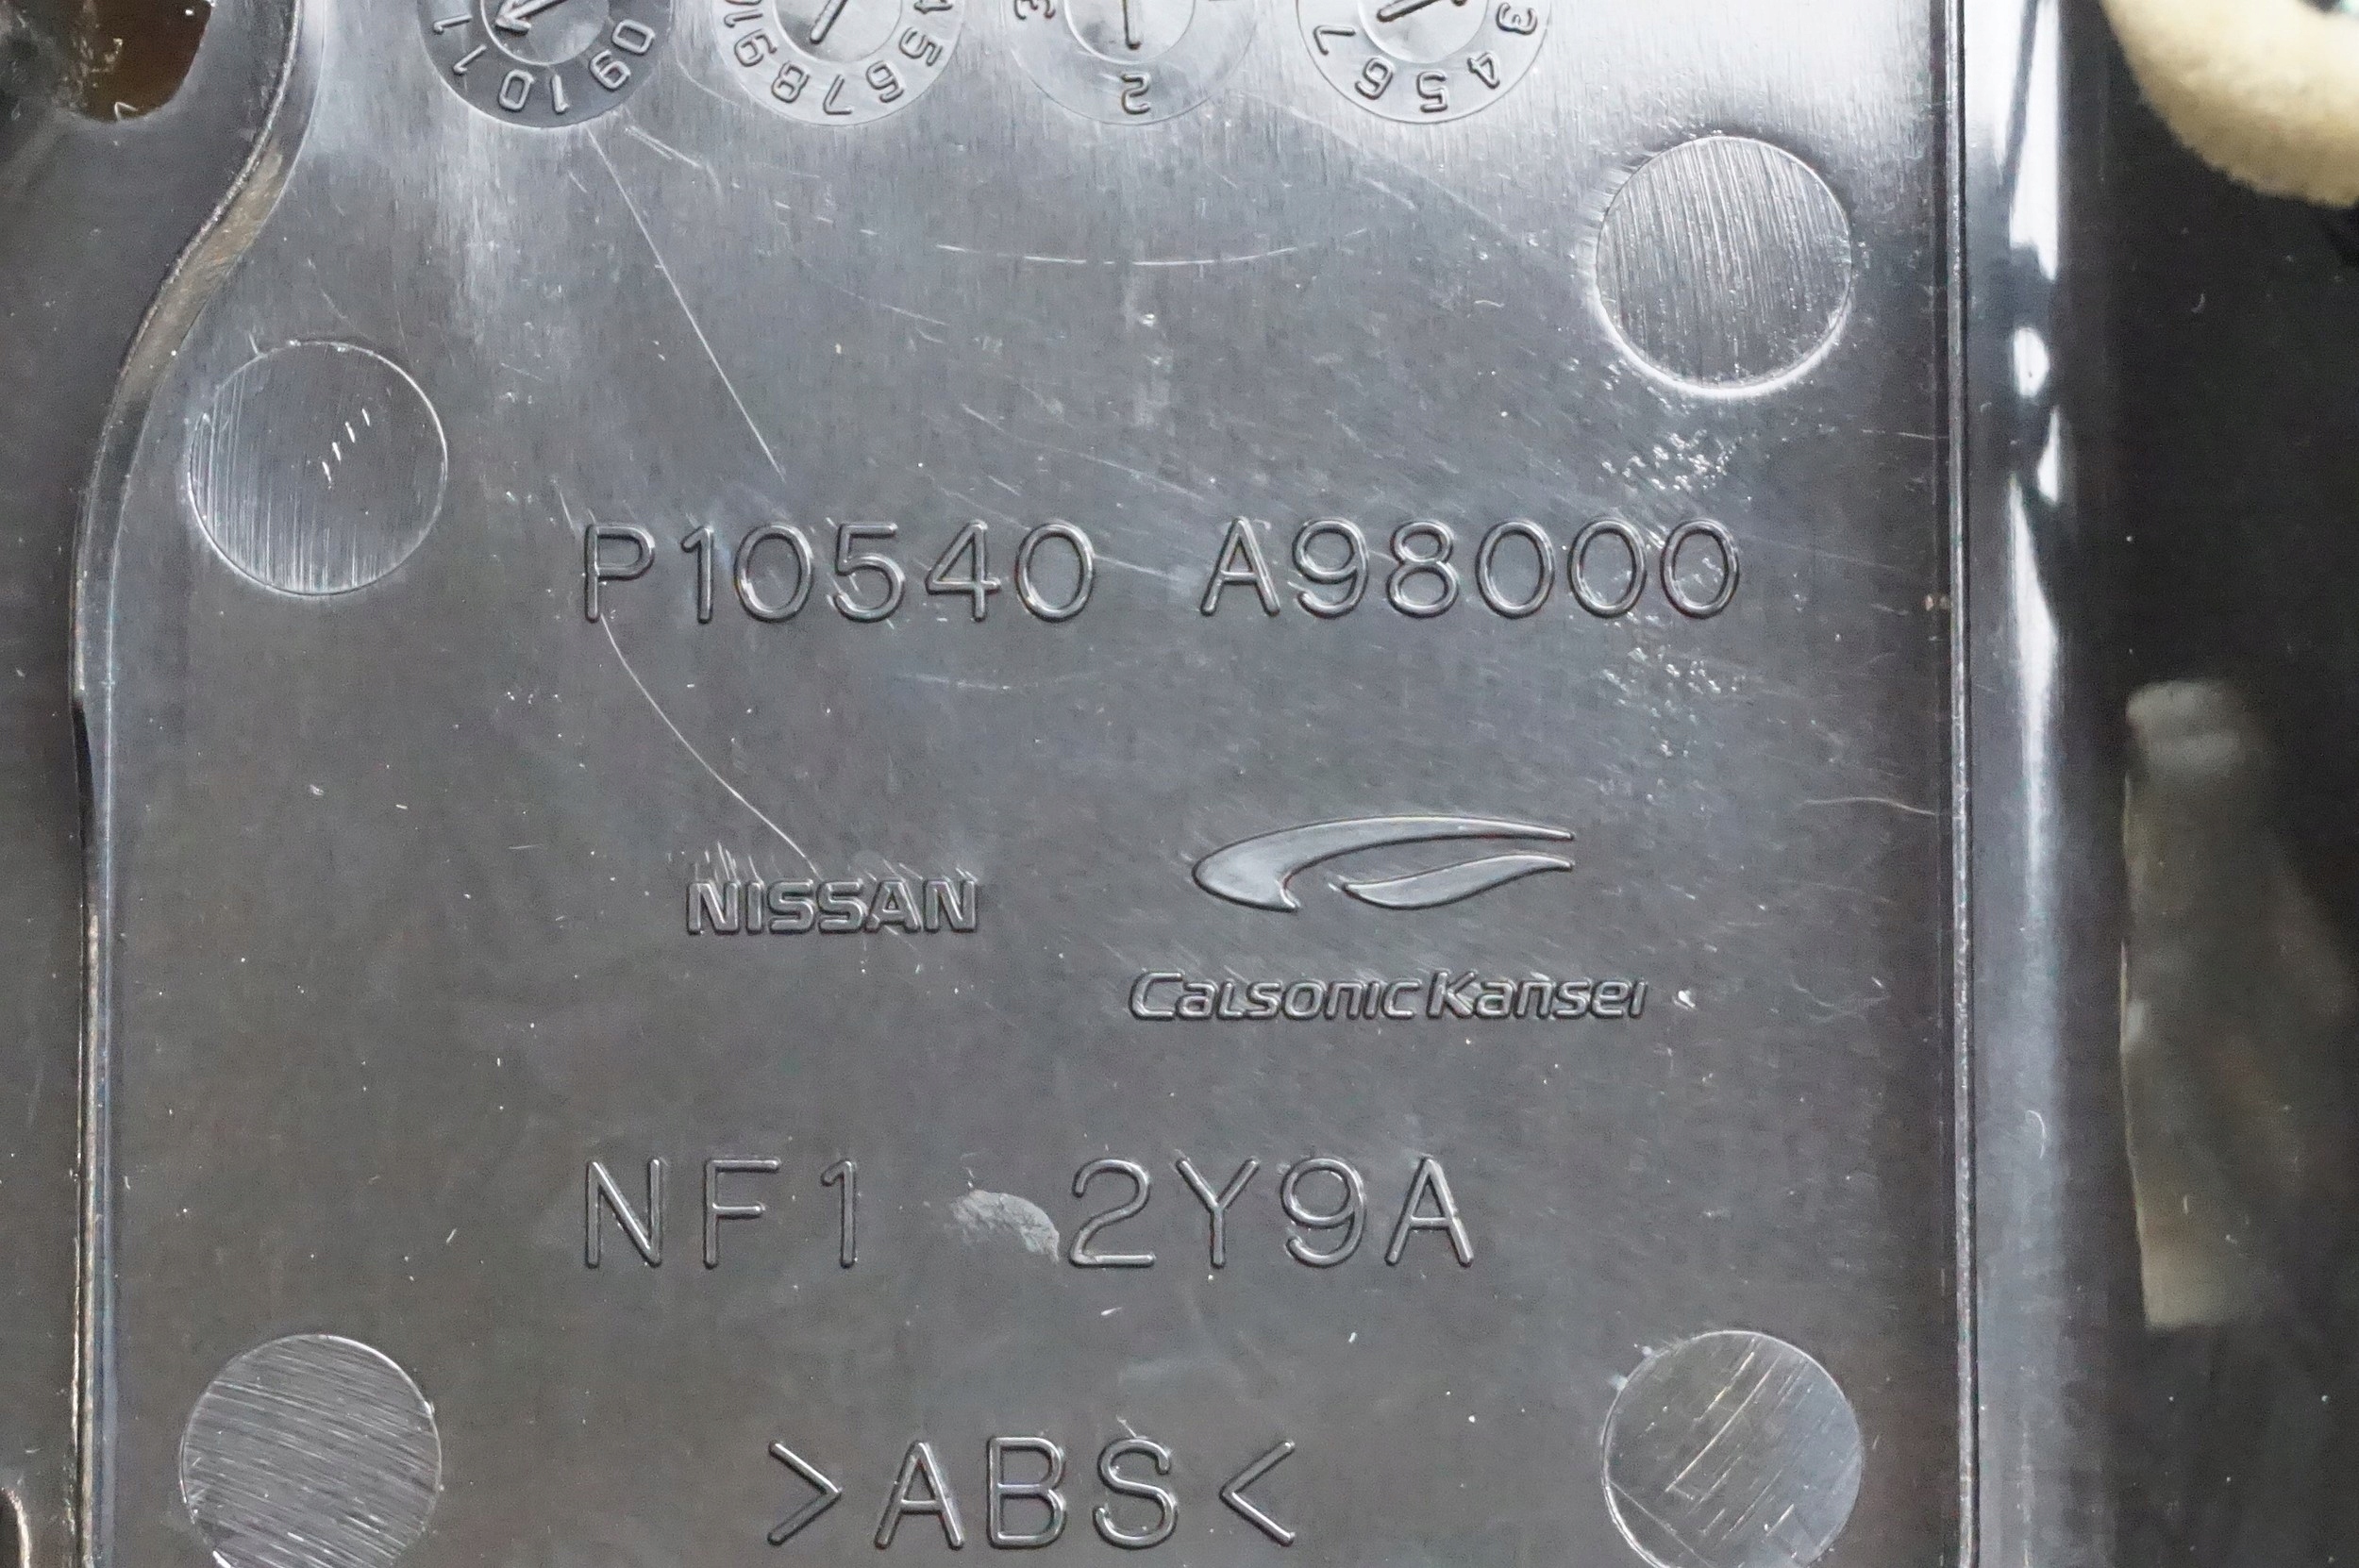 P10540 A98000
NISSAN
CalsonicKansei
NF1 2Y9A
>ABS<